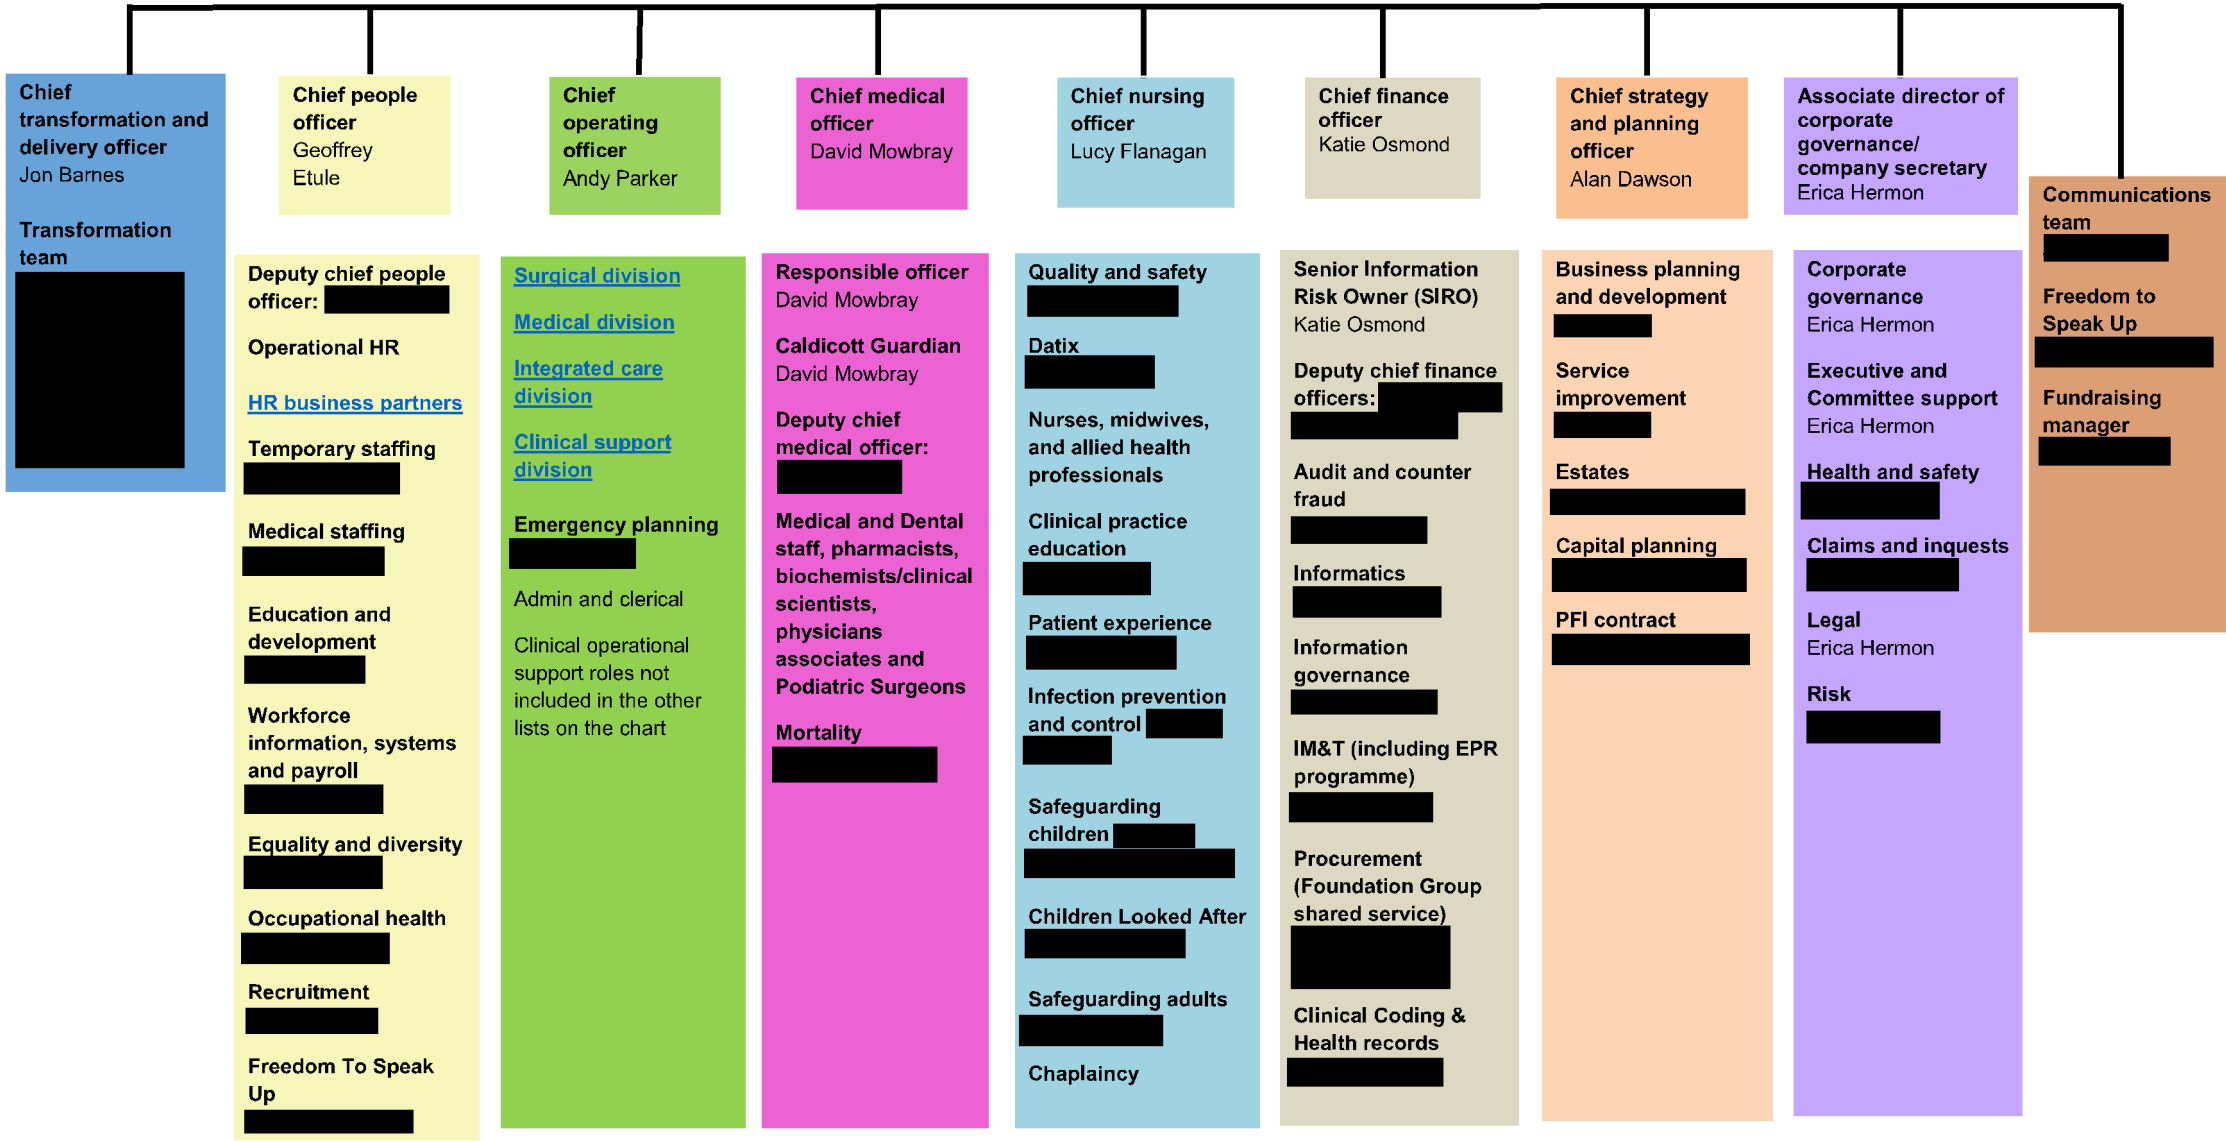 Chief
transformation and
delivery officer
Jon Barnes
Transformation
team
Chief people
officer
Geoffrey
Etule
Deputy chief people
officer:
Operational HR
HR business partners
Temporary staffing
Medical staffing
Education and
development
Workforce
information, systems
and payroll
Equality and diversity
Occupational health
Recruitment
Freedom To Speak
Up
Chief
operating
officer
Andy Parker
Surgical division
Medical division
Integrated care
division
Clinical support
division
Emergency planning
Admin and clerical
Clinical operational
support roles not
included in the other
lists on the chart
Chief medical
officer
David Mowbray
Responsible officer
David Mowbray
Caldicott Guardian
David Mowbray
Deputy chief
medical officer:
Medical and Dental
staff, pharmacists,
biochemists/clinical
scientists,
physicians
associates and
Podiatric Surgeons
Mortality
Chief nursing
officer
Lucy Flanagan
Quality and safety
Datix
Nurses, midwives,
and allied health
professionals
Clinical practice
education
Patient experience
Infection prevention
and control
Safeguarding
children
Children Looked After
Safeguarding adults
Chaplaincy
Chief finance
officer
Katie Osmond
Senior Information
Risk Owner (SIRO)
Katie Osmond
Deputy chief finance
officers:
Audit and counter
fraud
Informatics
Information
governance
IM&T (including EPR
programme)
Procurement
(Foundation Group
shared service)
Clinical Coding &
Health records
Chief strategy
and planning
officer
Alan Dawson
Business planning
and development
Service
improvement
Estates
Capital planning
PFI contract
Associate director of
corporate
governance/
company secretary
Erica Hermon
Corporate
governance
Erica Hermon
Executive and
Committee support
Erica Hermon
Health and safety
Claims and inquests
Legal
Erica Hermon
Risk
Communications
team
Freedom to
Speak Up
Fundraising
manager